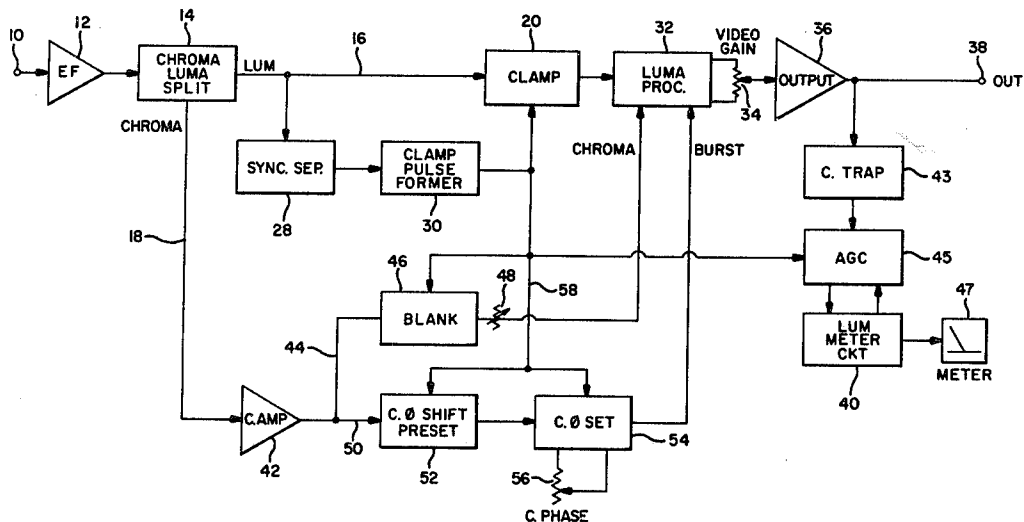 10
12
EF
14
CHROMA
LUMA
SPLIT
LUM
16
20
CLAMP
32
LUMA
PROC.
VIDEO
GAIN
34
36
OUTPUT
38
OUT
CHROMA
18
SYNC. SEP.
28
CLAMP
PULSE
FORMER
30
CHROMA
BURST
C. TRAP
43
AGC
45
46
BLANK
48
58
44
LUM
METER
CKT
40
47
METER
C.AMP
42
50
C. Ø SHIFT
PRESET
52
C. Ø SET
54
56
C. PHASE